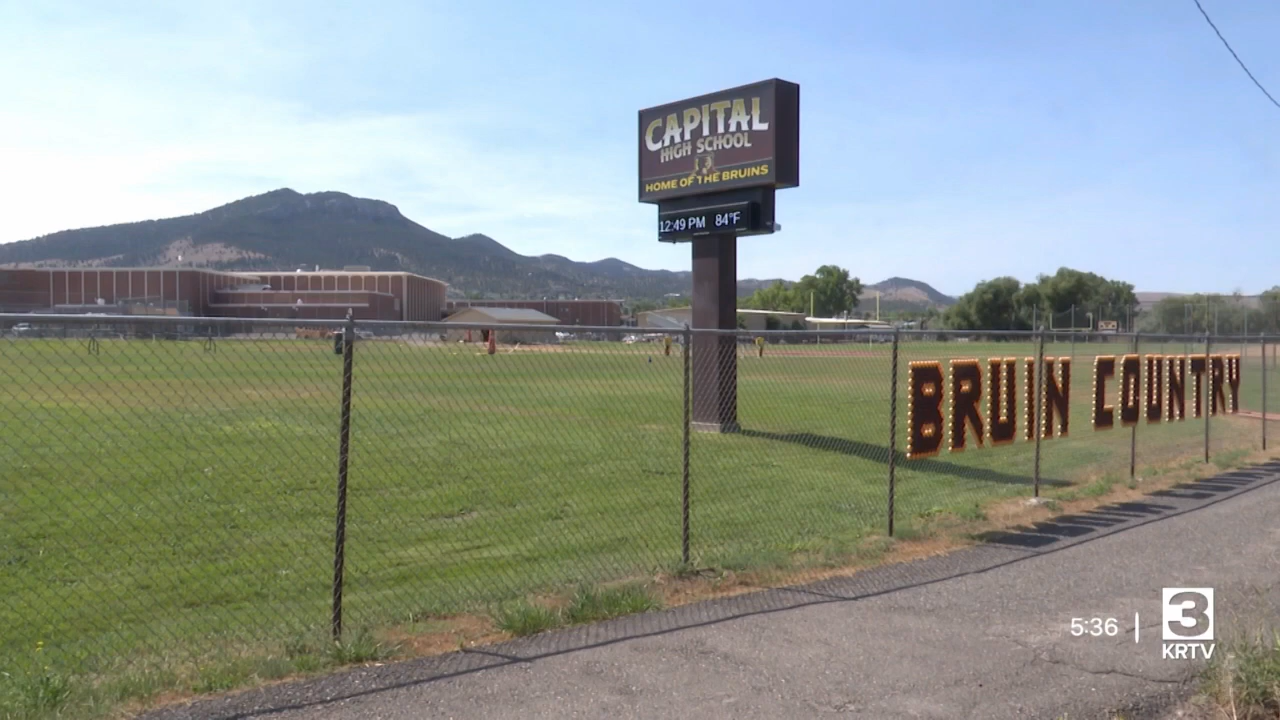 CAPITAL
HIGH SCHOOL
HOME OF THE BRUINS
12:49 PM 84°F
BRUIN COUNTRY
5:36
3
KRTV